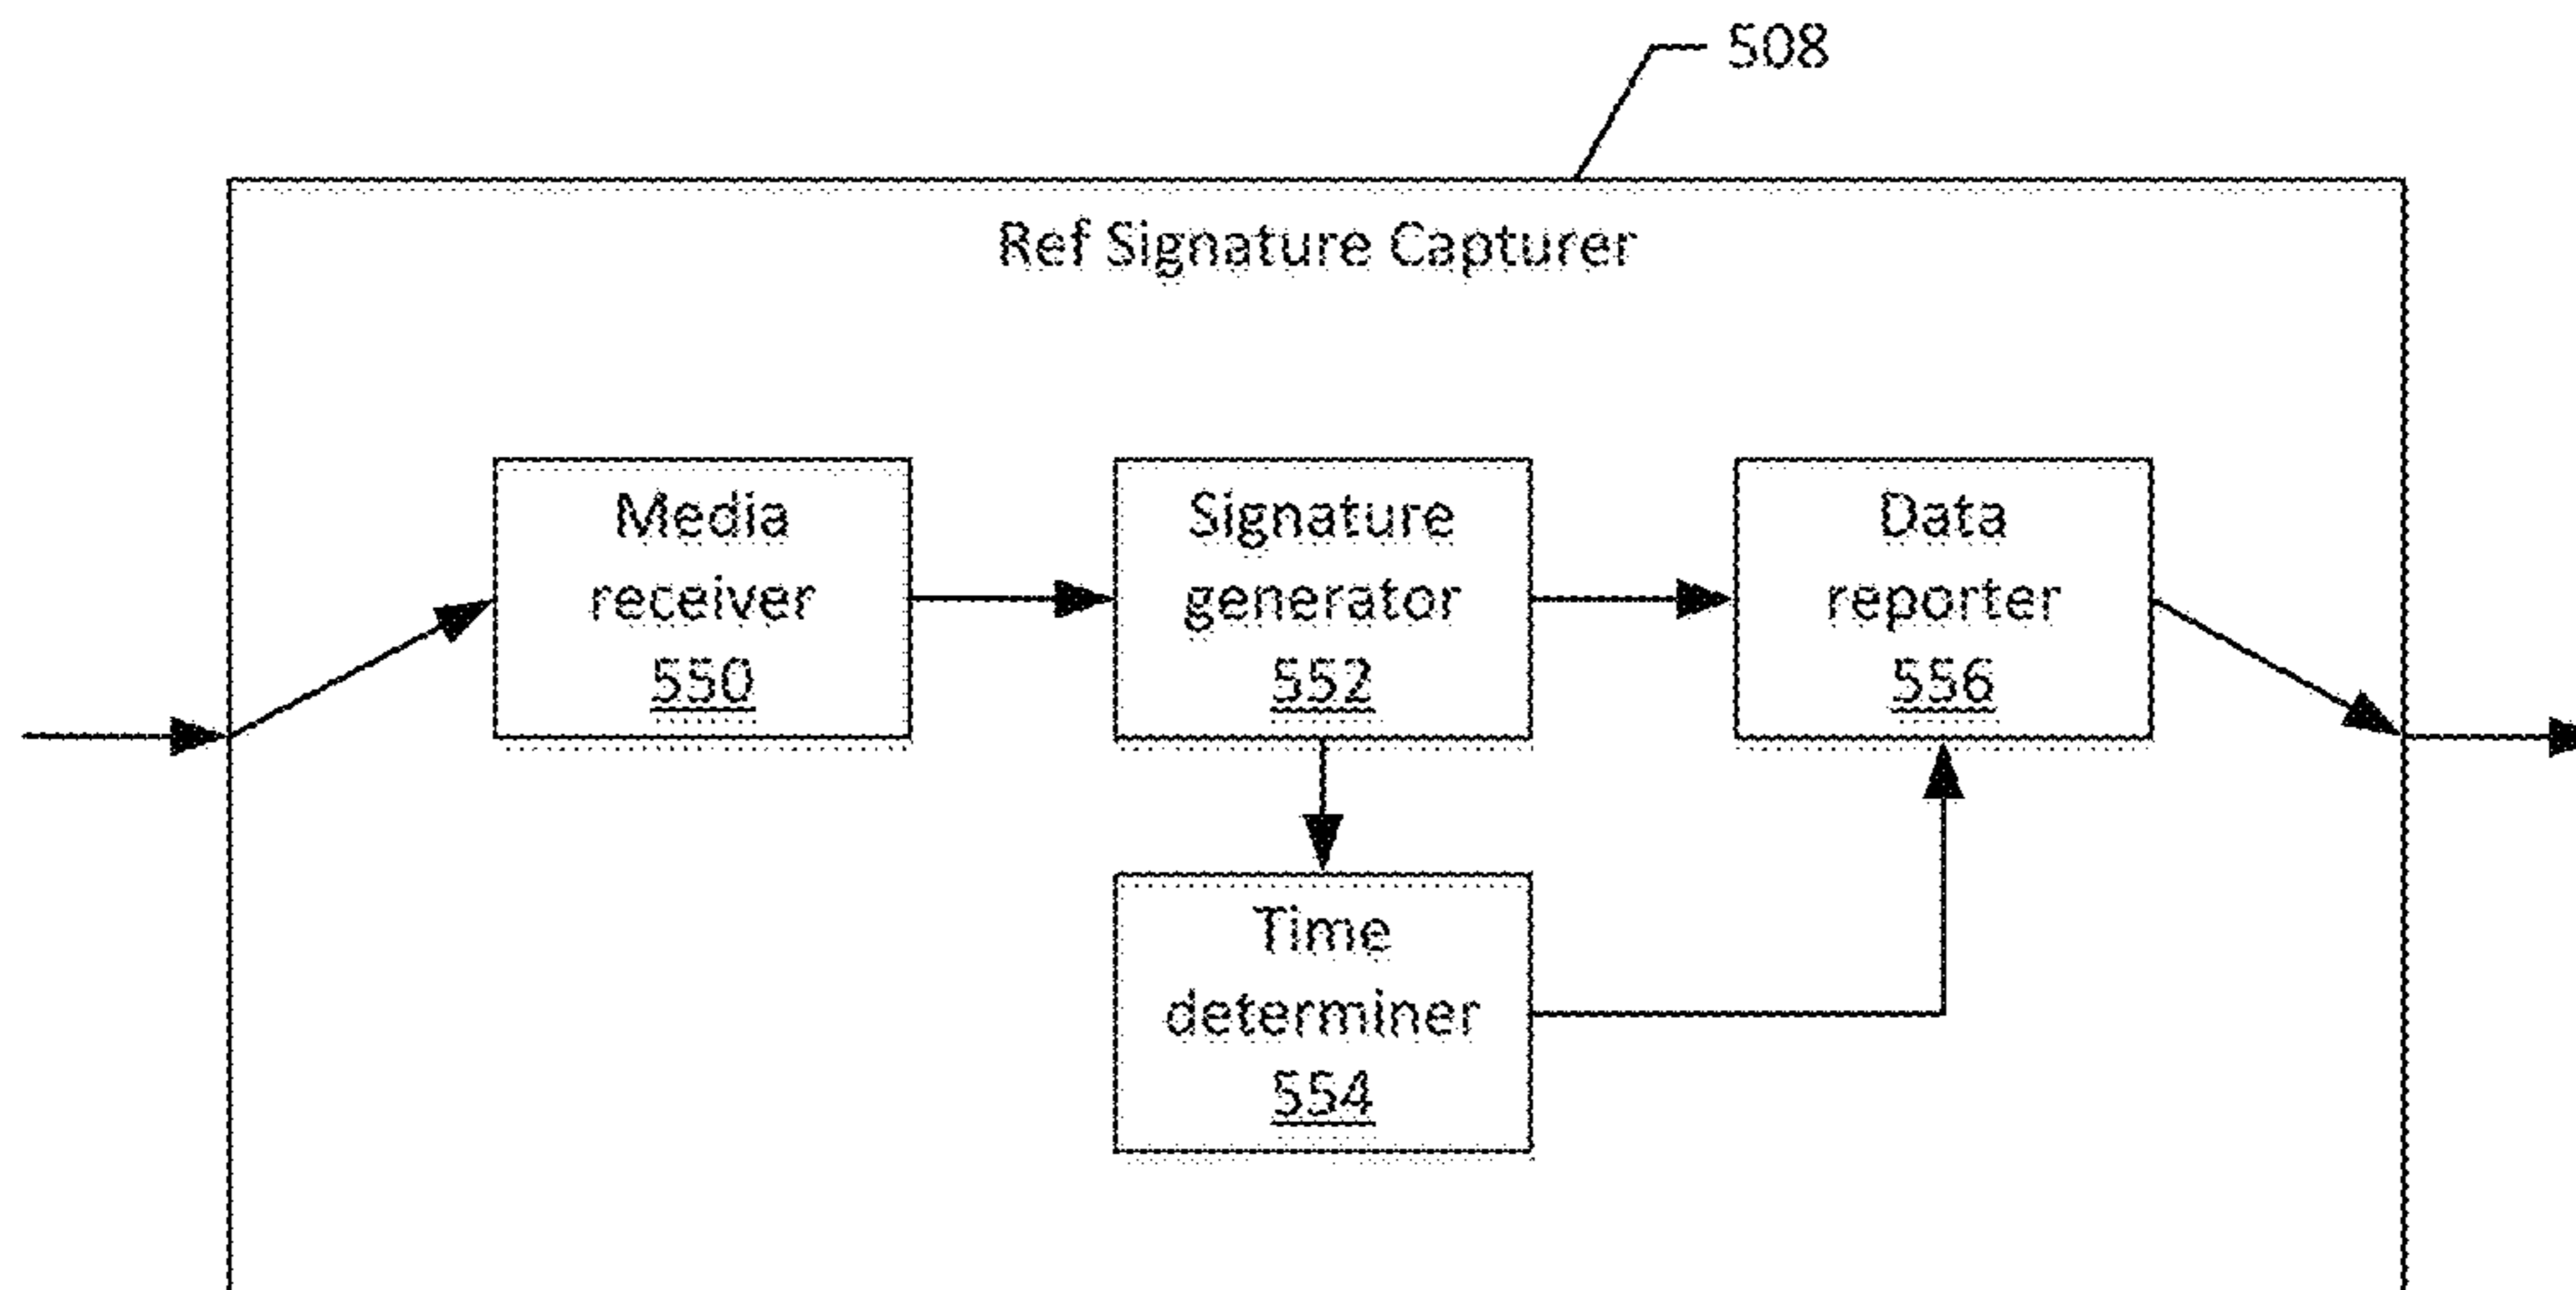 508
Ref Signature Capturer
Media
receiver
550
Signature
generator
552
Data
reporter
556
Time
determiner
554